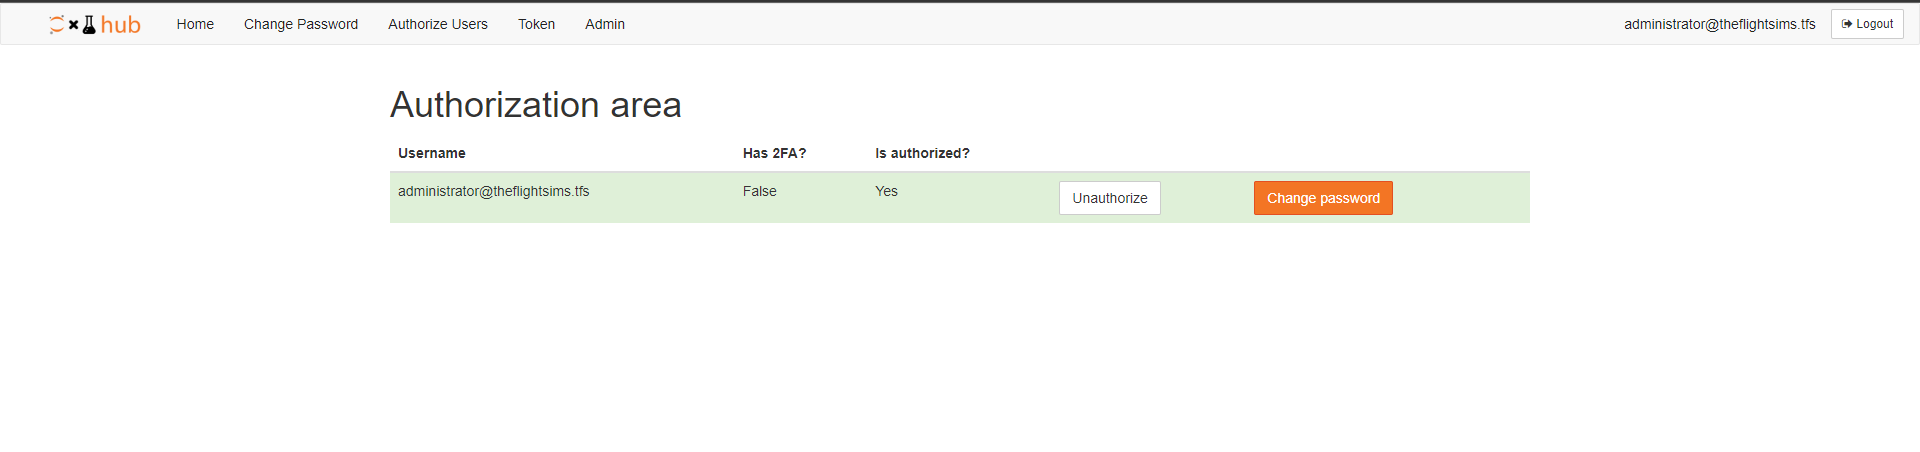 hub Home Change Password Authorize Users Token Admin administrator@theflightsims.tfs Logout
Authorization area
Username Has 2FA? Is authorized?
administrator@theflightsims.tfs False Yes Unauthorize Change password